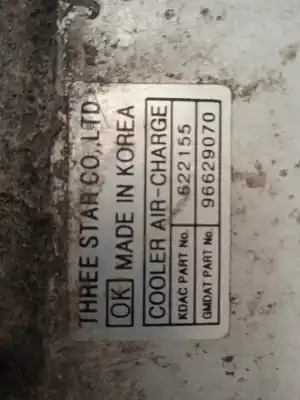 THREE STAR.CO.,LTD
OK MADE IN KOREA
COOLER AIR-CHARGE
KDAC PART No. 622155
GMDAT PART No. 96629070